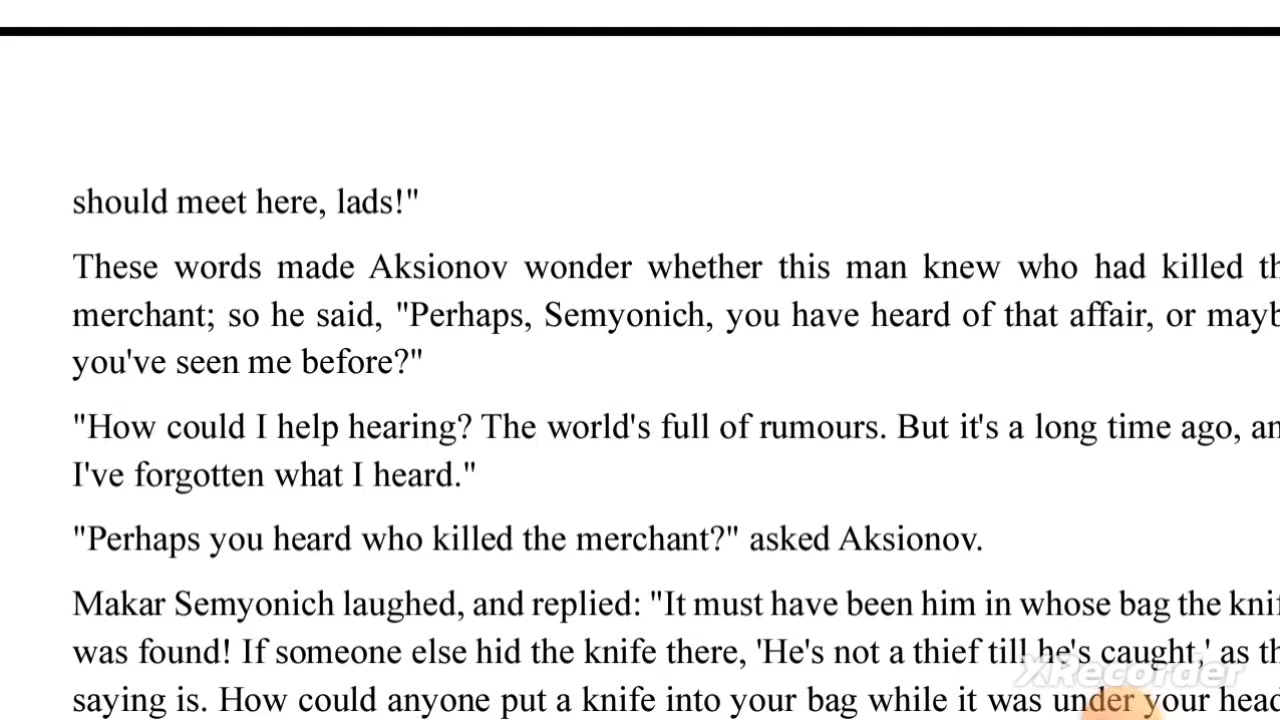 should meet here, lads!"
These words made Aksionov wonder whether this man knew who had killed
merchant; so he said, "Perhaps, Semyonich, you have heard of that affair, or
you've seen me before?"
"How could I help hearing? The world's full of rumours. But it's a long time ago,
I've forgotten what I heard."
"Perhaps you heard who killed the merchant?" asked Aksionov.
Makar Semyonich laughed, and replied: "It must have been him in whose bag the
was found! If someone else hid the knife there, 'He's not a thief till he's caught,' as
saying is. How could anyone put a knife into your bag while it was under your head
XRecorder